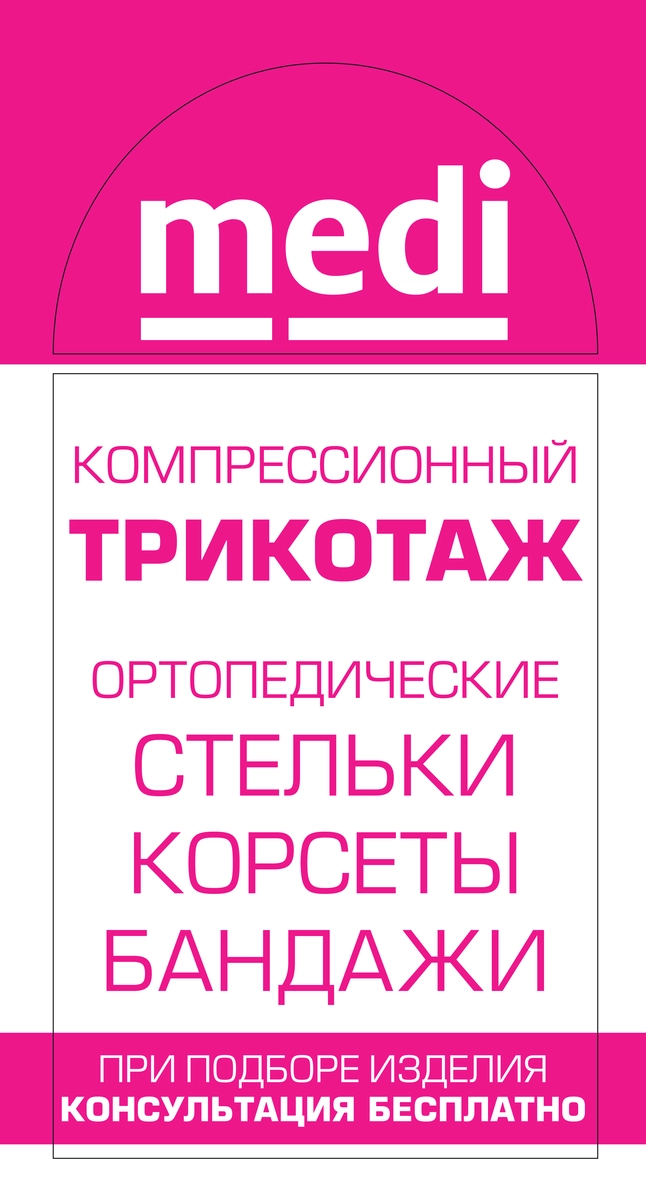 medi
КОМПРЕССИОННЫЙ
ТРИКОТАЖ
ОРТОПЕДИЧЕСКИЕ
СТЕЛЬКИ
КОРСЕТЫ
БАНДАЖИ
ПРИ ПОДБОРЕ ИЗДЕЛИЯ
КОНСУЛЬТАЦИЯ БЕСПЛАТНО